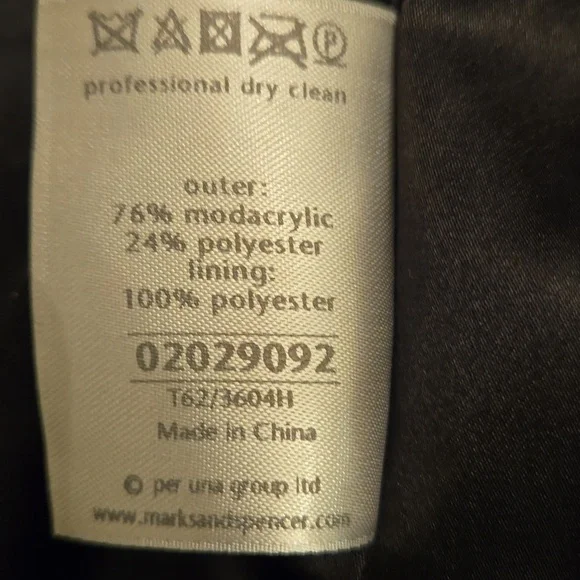 P
professional dry clean
outer:
76% modacrylic
24% polyester
lining:
100% polyester
02029092
T62/3604H
Made in China
© per una group ltd
www.marksandspencer.com